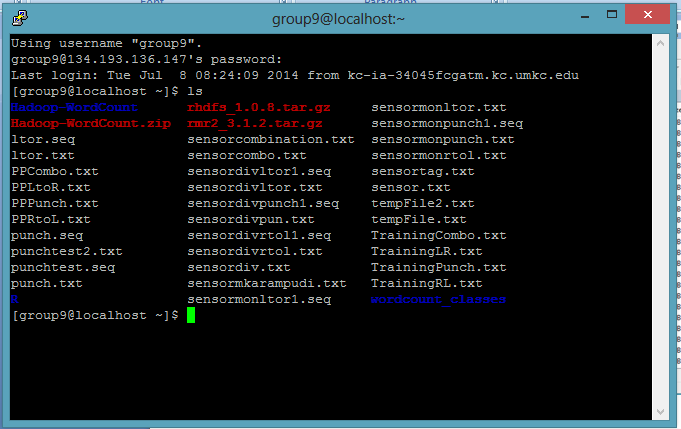 group9@localhost:~
Using username "group9".
group9@134.193.136.147's password:
Last login: Tue Jul  8 08:24:09 2014 from kc-ia-34045fcgatm.kc.umkc.edu
[group9@localhost ~]$ ls
Hadoop-WordCount rhdfs_1.0.8.tar.gz sensormonltor.txt
Hadoop-WordCount.zip rmr2_3.1.2.tar.gz sensormonpunch1.seq
ltor.seq sensorcombination.txt sensormonpunch.txt
ltor.txt sensorcombo.txt sensormonrtol.txt
PPCombo.txt sensordivltor1.seq sensortag.txt
PPLtoR.txt sensordivltor.txt sensor.txt
PPPunch.txt sensordivpunch1.seq tempFile2.txt
PPRtoL.txt sensordivpun.txt tempFile.txt
punch.seq sensordivrtol1.seq TrainingCombo.txt
punchtest2.txt sensordivrtol.txt TrainingLR.txt
punchtest.seq sensordiv.txt TrainingPunch.txt
punch.txt sensormkarampudi.txt TrainingRL.txt
R sensormonltor1.seq wordcount_classes
[group9@localhost ~]$